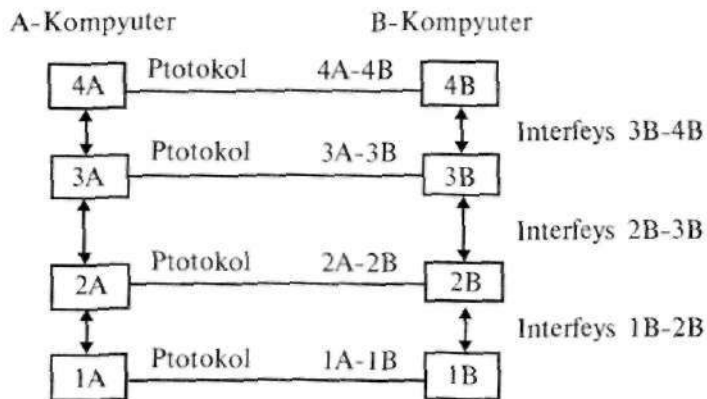 A-Kompyuter B-Kompyuter
Ptotokol 4A-4B
4A 4B
Interfeys 3B-4B
Ptotokol 3A-3B
3A 3B
Interfeys 2B-3B
Ptotokol 2A-2B
2A 2B
Interfeys 1B-2B
Ptotokol 1A-1B
1A 1B